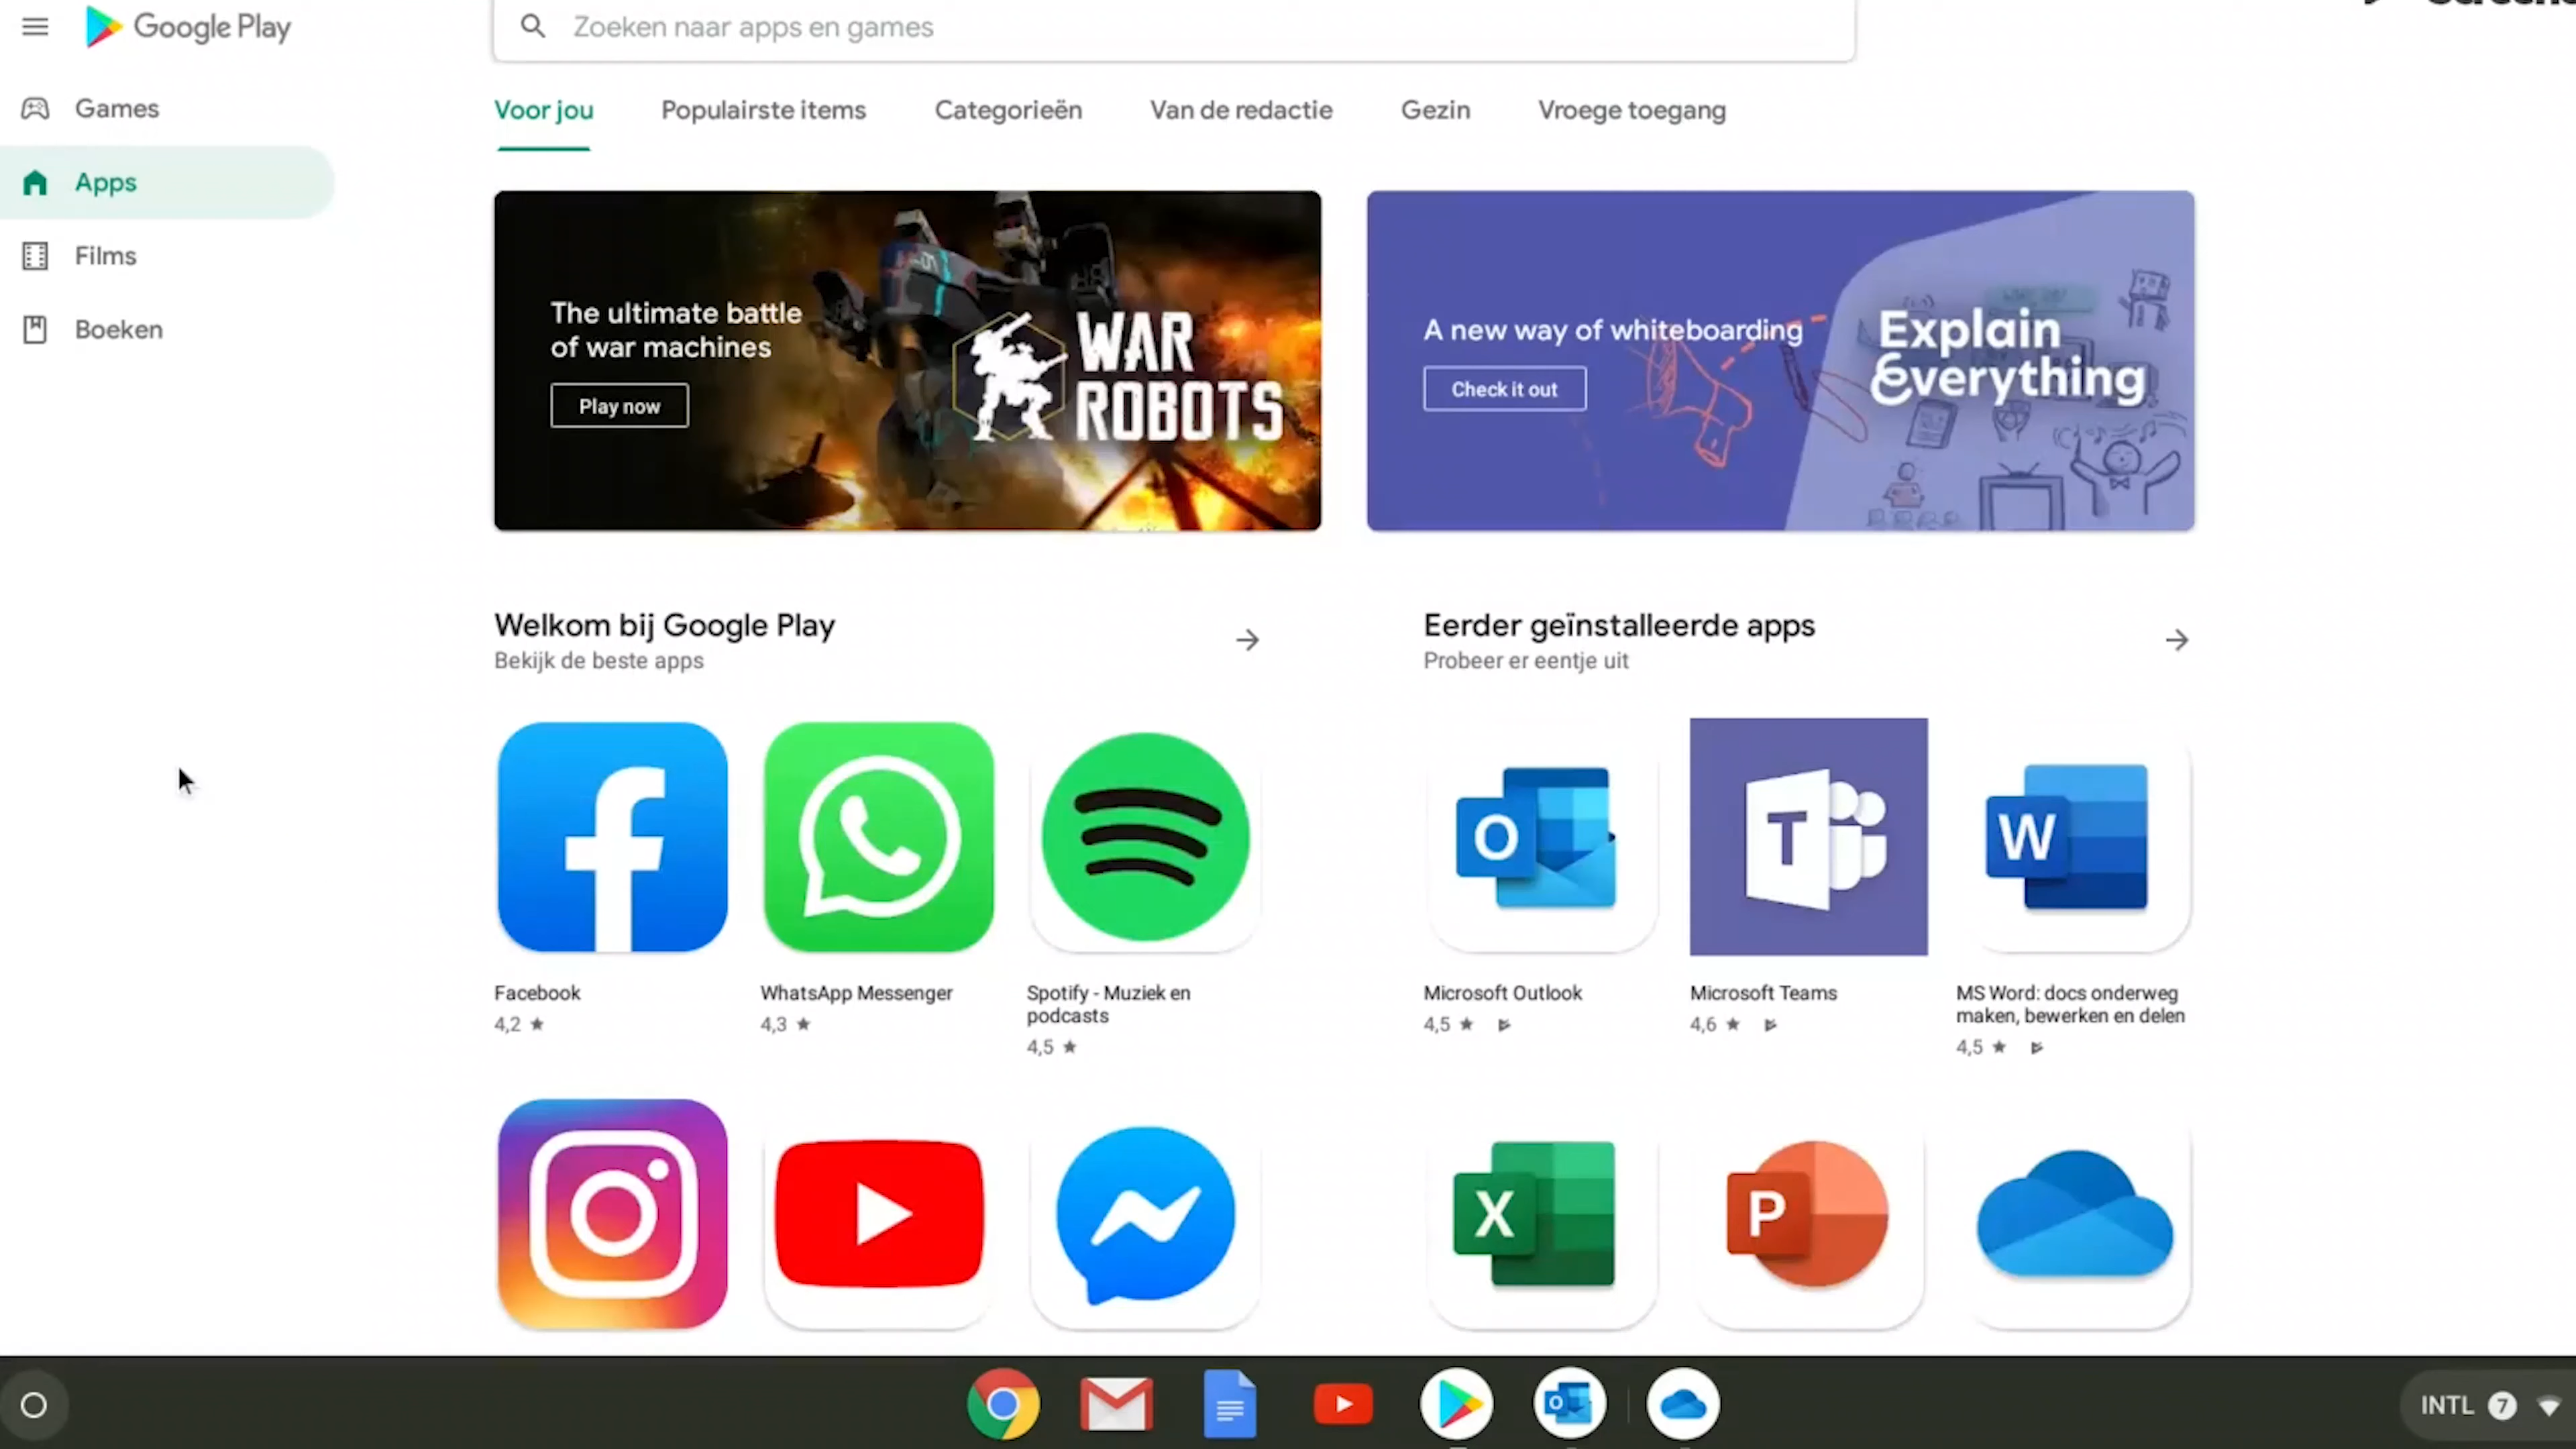 Google Play
Zoeken naar apps en games
Games
Apps
Films
Boeken
Voor jou
Populairste items
Categorieën
Van de redactie
Gezin
Vroege toegang
The ultimate battle
of war machines
Play now
WAR
ROBOTS
A new way of whiteboarding
Check it out
Explain
Everything
Welkom bij Google Play
Bekijk de beste apps
Eerder geïnstalleerde apps
Probeer er eentje uit
O
T
W
Facebook
4,2 ★
WhatsApp Messenger
4,3 ★
Spotify - Muziek en
podcasts
4,5 ★
Microsoft Outlook
4,5 ★
Microsoft Teams
4,6 ★
MS Word: docs onderweg
maken, bewerken en delen
4,5 ★
X
P
O
INTL 7